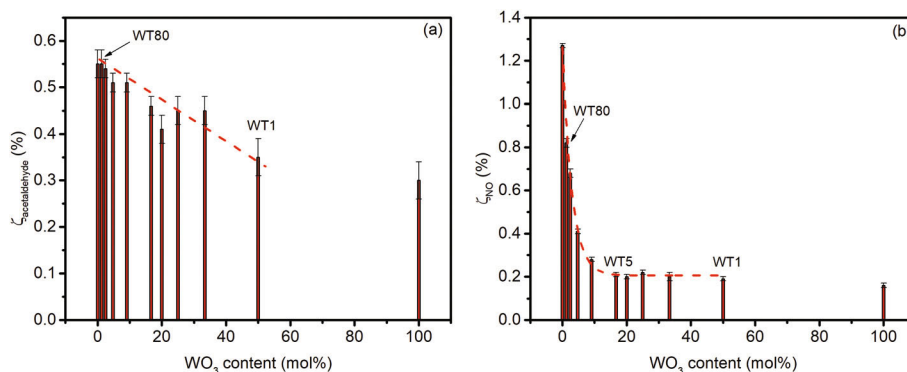 (a)
WT80
WT1
0.6
0.5
0.4
0.3
0.2
0.1
0.0
ζacetaldehyde (%)
0 20 40 60 80 100
WO3 content (mol%)
(b
WT80
WT5
WT1
1.4
1.2
1.0
0.8
0.6
0.4
0.2
0.0
ζNO (%)
0 20 40 60 80 100
WO3 content (mol%)